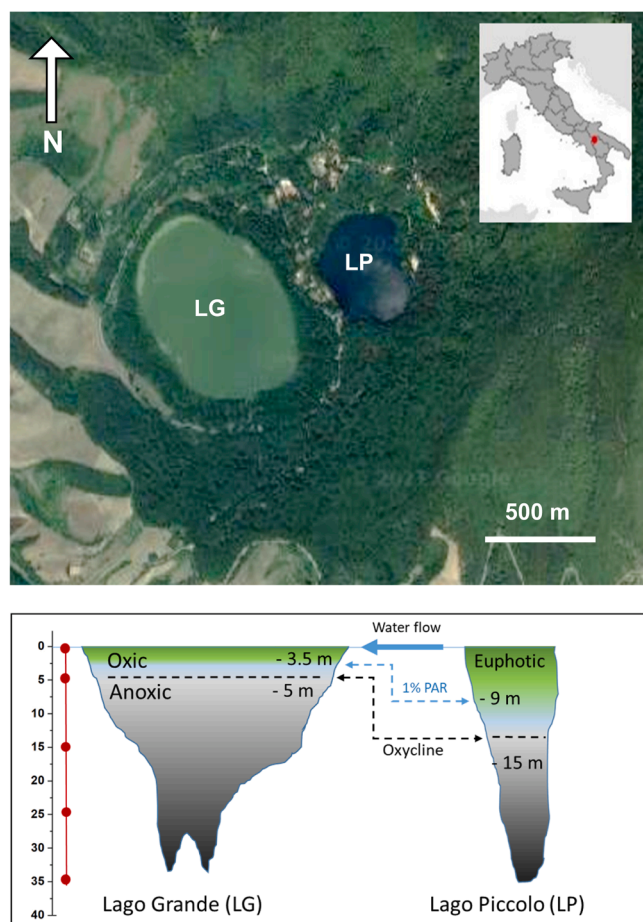 N
LP
LG
500 m
Water flow
0
5
10
15
20
25
30
35
40
Oxic
- 3.5 m
Anoxic
- 5 m
1% PAR
Oxycline
Euphotic
- 9 m
- 15 m
Lago Grande (LG)
Lago Piccolo (LP)